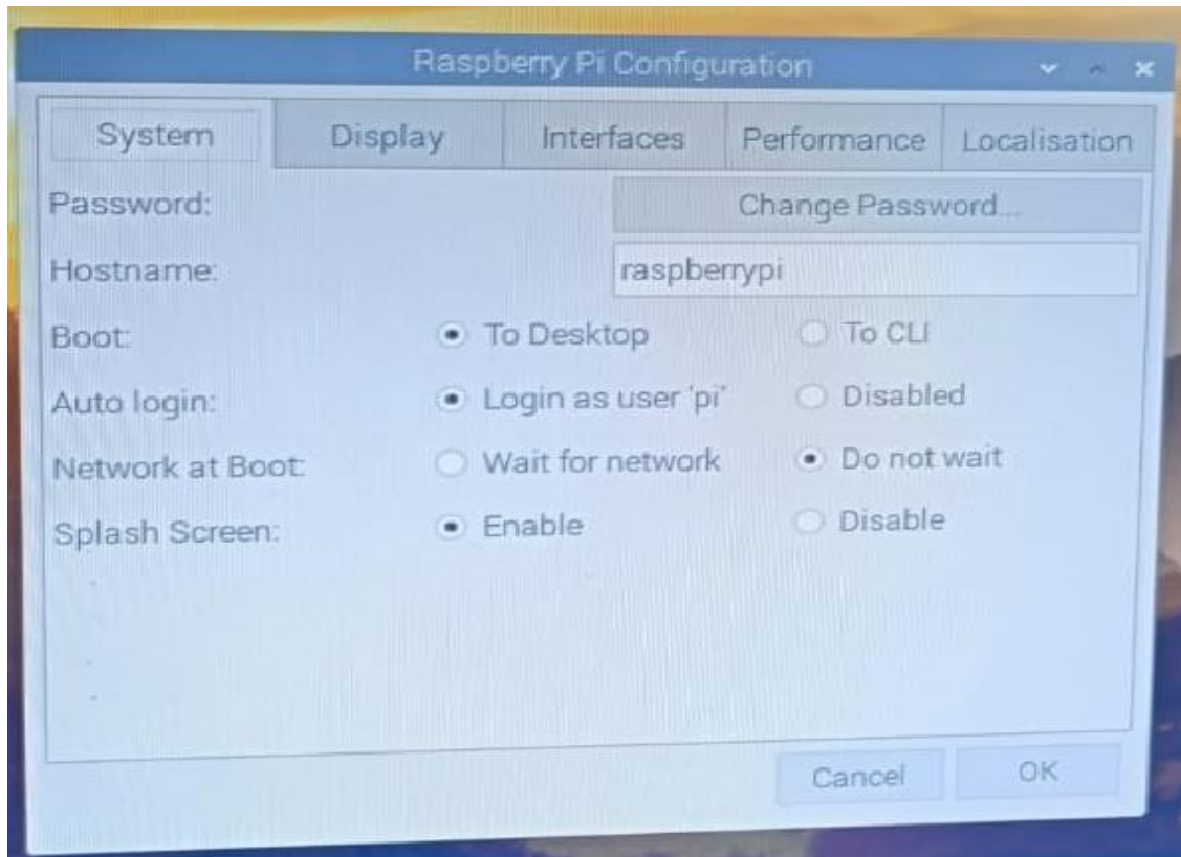 Raspberry Pi Configuration
System Display Interfaces Performance Localisation
Password: Change Password...
Hostname: raspberrypi
Boot: To Desktop To CLI
Auto login: Login as user 'pi' Disabled
Network at Boot: Wait for network Do not wait
Splash Screen: Enable Disable
Cancel OK